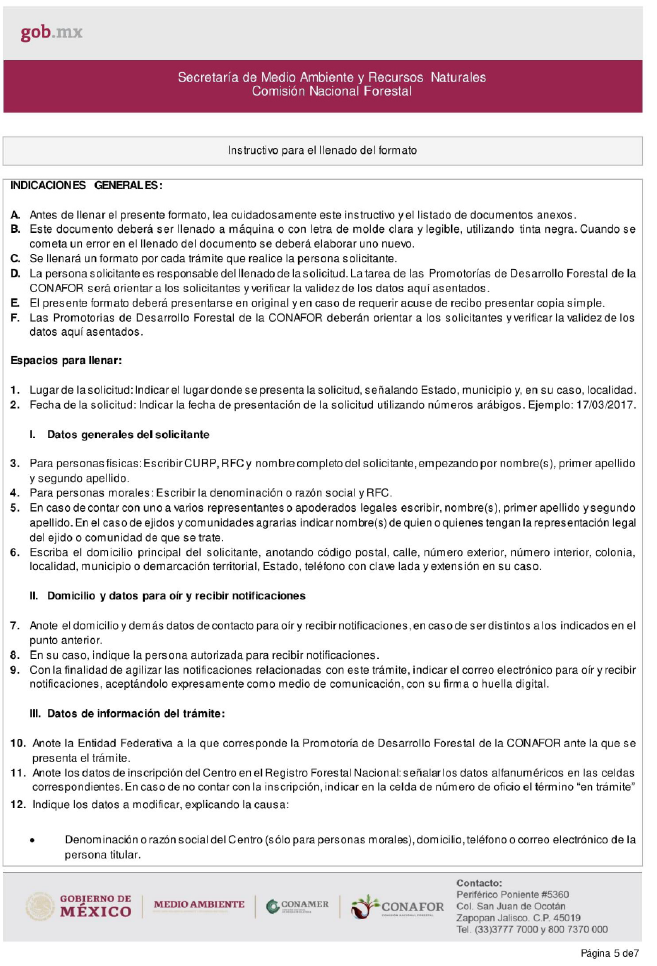 gob.mx
Secretaría de Medio Ambiente y Recursos Naturales
Comisión Nacional Forestal
Instructivo para el llenado del formato
INDICACIONES GENERALES:
A. Antes de llenar el presente formato, lea cuidadosamente este instructivo y el listado de documentos anexos.
B. Este documento deberá ser llenado a máquina o con letra de molde clara y legible, utilizando tinta negra. Cuando se
cometa un error en el llenado del documento se deberá elaborar uno nuevo.
C. Se llenará un formato por cada trámite que realice la persona solicitante.
D. La persona solicitante es responsable del llenado de la solicitud. La tarea de las Promotorías de Desarrollo Forestal de la
CONAFOR será orientar a los solicitantes y verificar la validez de los datos aquí asentados.
E. El presente formato deberá presentarse en original y en caso de requerir acuse de recibo presentar copia simple.
F. Las Promotorias de Desarrollo Forestal de la CONAFOR deberán orientar a los solicitantes y verificar la validez de los
datos aquí asentados.
Espacios para llenar:
1. Lugar de la solicitud: Indicar el lugar donde se presenta la solicitud, señalando Estado, municipio y, en su caso, localidad.
2. Fecha de la solicitud: Indicar la fecha de presentación de la solicitud utilizando números arábigos. Ejemplo: 17/03/2017.
I. Datos generales del solicitante
3. Para personas físicas: Escribir CURP, RFC y nombre completo del solicitante, empezando por nombre(s), primer apellido
y segundo apellido.
4. Para personas morales: Escribir la denominación o razón social y RFC.
5. En caso de contar con uno a varios representantes o apoderados legales escribir, nombre(s), primer apellido y segundo
apellido. En el caso de ejidos y comunidades agrarias indicar nombre(s) de quien o quienes tengan la representación legal
del ejido o comunidad de que se trate.
6. Escriba el domicilio principal del solicitante, anotando código postal, calle, número exterior, número interior, colonia,
localidad, municipio o demarcación territorial, Estado, teléfono con clave lada y extensión en su caso.
II. Domicilio y datos para oír y recibir notificaciones
7. Anote el domicilio y demás datos de contacto para oír y recibir notificaciones, en caso de ser distintos a los indicados en el
punto anterior.
8. En su caso, indique la persona autorizada para recibir notificaciones.
9. Con la finalidad de agilizar las notificaciones relacionadas con este trámite, indicar el correo electrónico para oír y recibir
notificaciones, aceptándolo expresamente como medio de comunicación, con su firma o huella digital.
III. Datos de información del trámite:
10. Anote la Entidad Federativa a la que corresponde la Promotoría de Desarrollo Forestal de la CONAFOR ante la que se
presenta el trámite.
11. Anote los datos de inscripción del Centro en el Registro Forestal Nacional: señalar los datos alfanuméricos en las celdas
correspondientes. En caso de no contar con la inscripción, indicar en la celda de número de oficio el término “en trámite”
12. Indique los datos a modificar, explicando la causa:
• Denominación o razón social del Centro (sólo para personas morales), domicilio, teléfono o correo electrónico de la
persona titular.
GOBIERNO DE
MÉXICO
MEDIO AMBIENTE
CONAMER
CONAFOR
Contacto:
Periférico Poniente #5360
Col. San Juan de Ocotán
Zapopan Jalisco. C.P. 45019
Tel. (33)3777 7000 y 800 7370 000
Página 5 de7